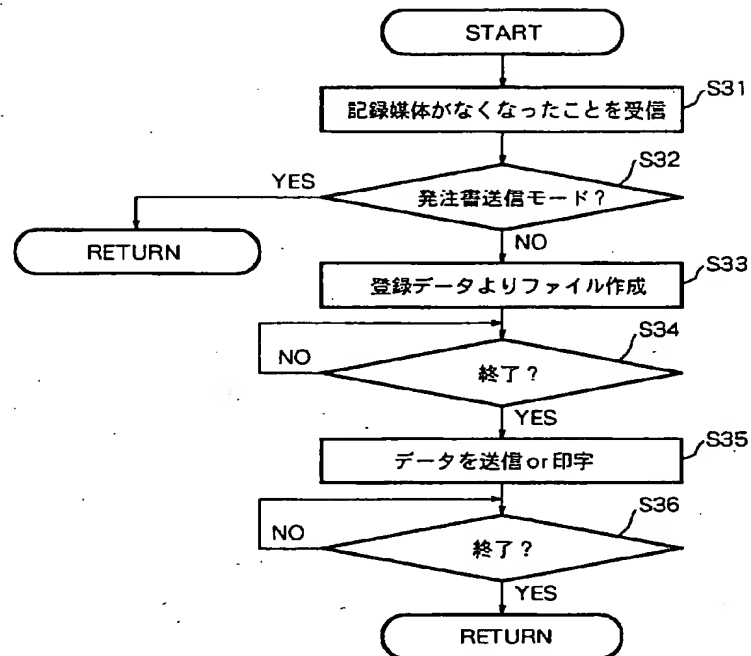 START
記録媒体がなくなったことを受信
S31
S32
発注書送信モード?
YES
RETURN
NO
登録データよりファイル作成
S33
S34
NO
終了?
YES
データを送信or印字
S35
S36
NO
終了?
YES
RETURN